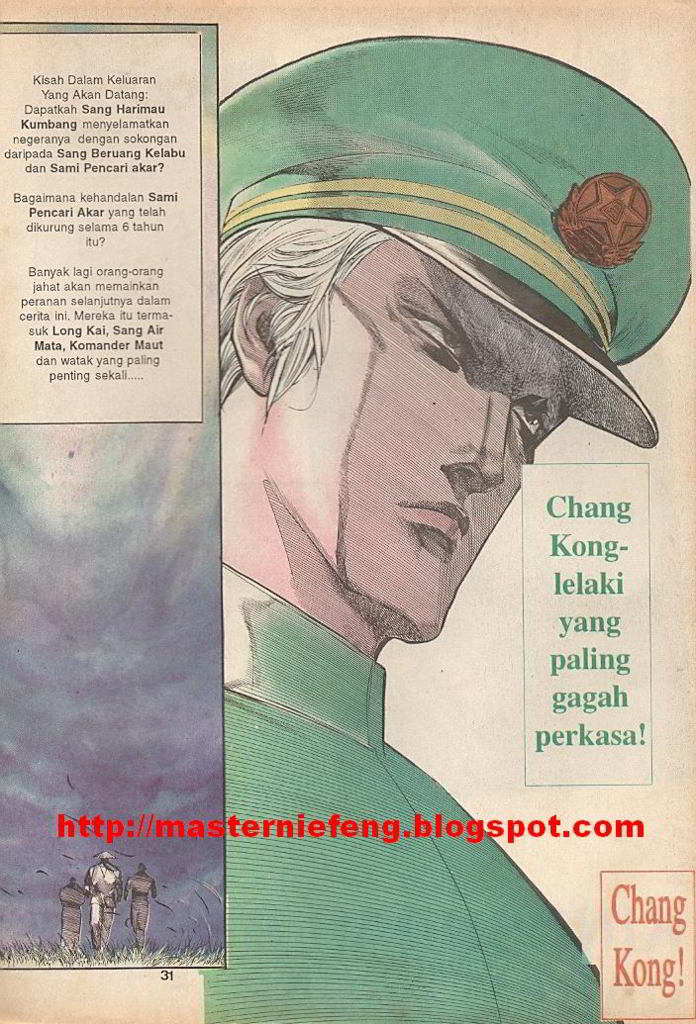 Kisah Dalam Keluaran
Yang Akan Datang:
Dapatkah Sang Harimau
Kumbang menyelamatkan
negeranya dengan sokongan
daripada Sang Beruang Kelabu
dan Sami Pencari akar?
Bagaimana kehandalan Sami
Pencari Akar yang telah
dikurung selama 6 tahun
itu?
Banyak lagi orang-orang
jahat akan memainkan
peranan selanjutnya dalam
cerita ini. Mereka itu terma-
suk Long Kai, Sang Air
Mata, Komander Maut
dan watak yang paling
penting sekali.....
Chang
Kong-
lelaki
yang
paling
gagah
perkasa!
http://masterniefeng.blogspot.com
Chang
Kong!
31